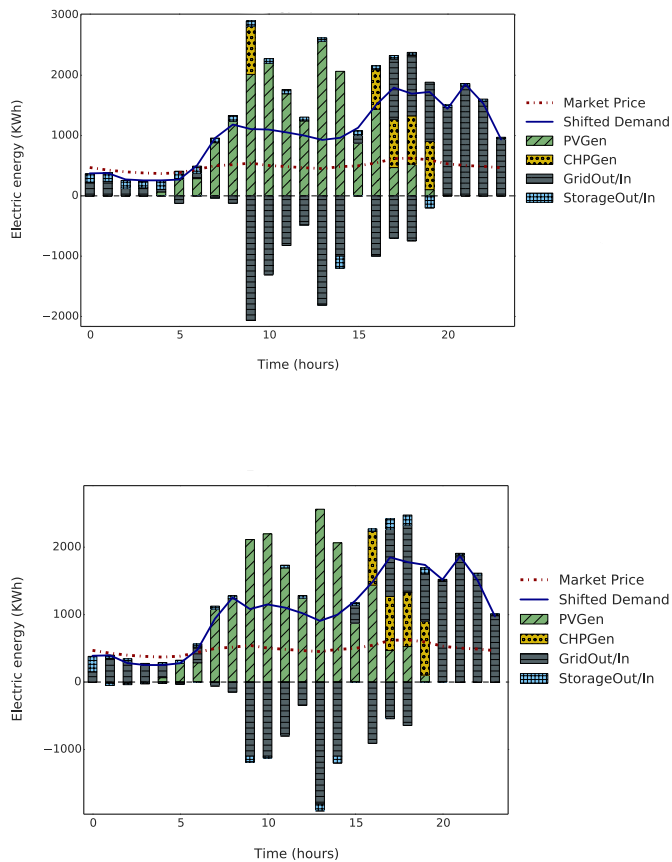 3000
2000
1000
0
−1000
−2000
Electric energy (KWh)
0 5 10 15 20
Time (hours)
Market Price
Shifted Demand
PVGen
CHPGen
GridOut/In
StorageOut/In
2000
1000
0
−1000
Electric energy (KWh)
0 5 10 15 20
Time (hours)
Market Price
Shifted Demand
PVGen
CHPGen
GridOut/In
StorageOut/In